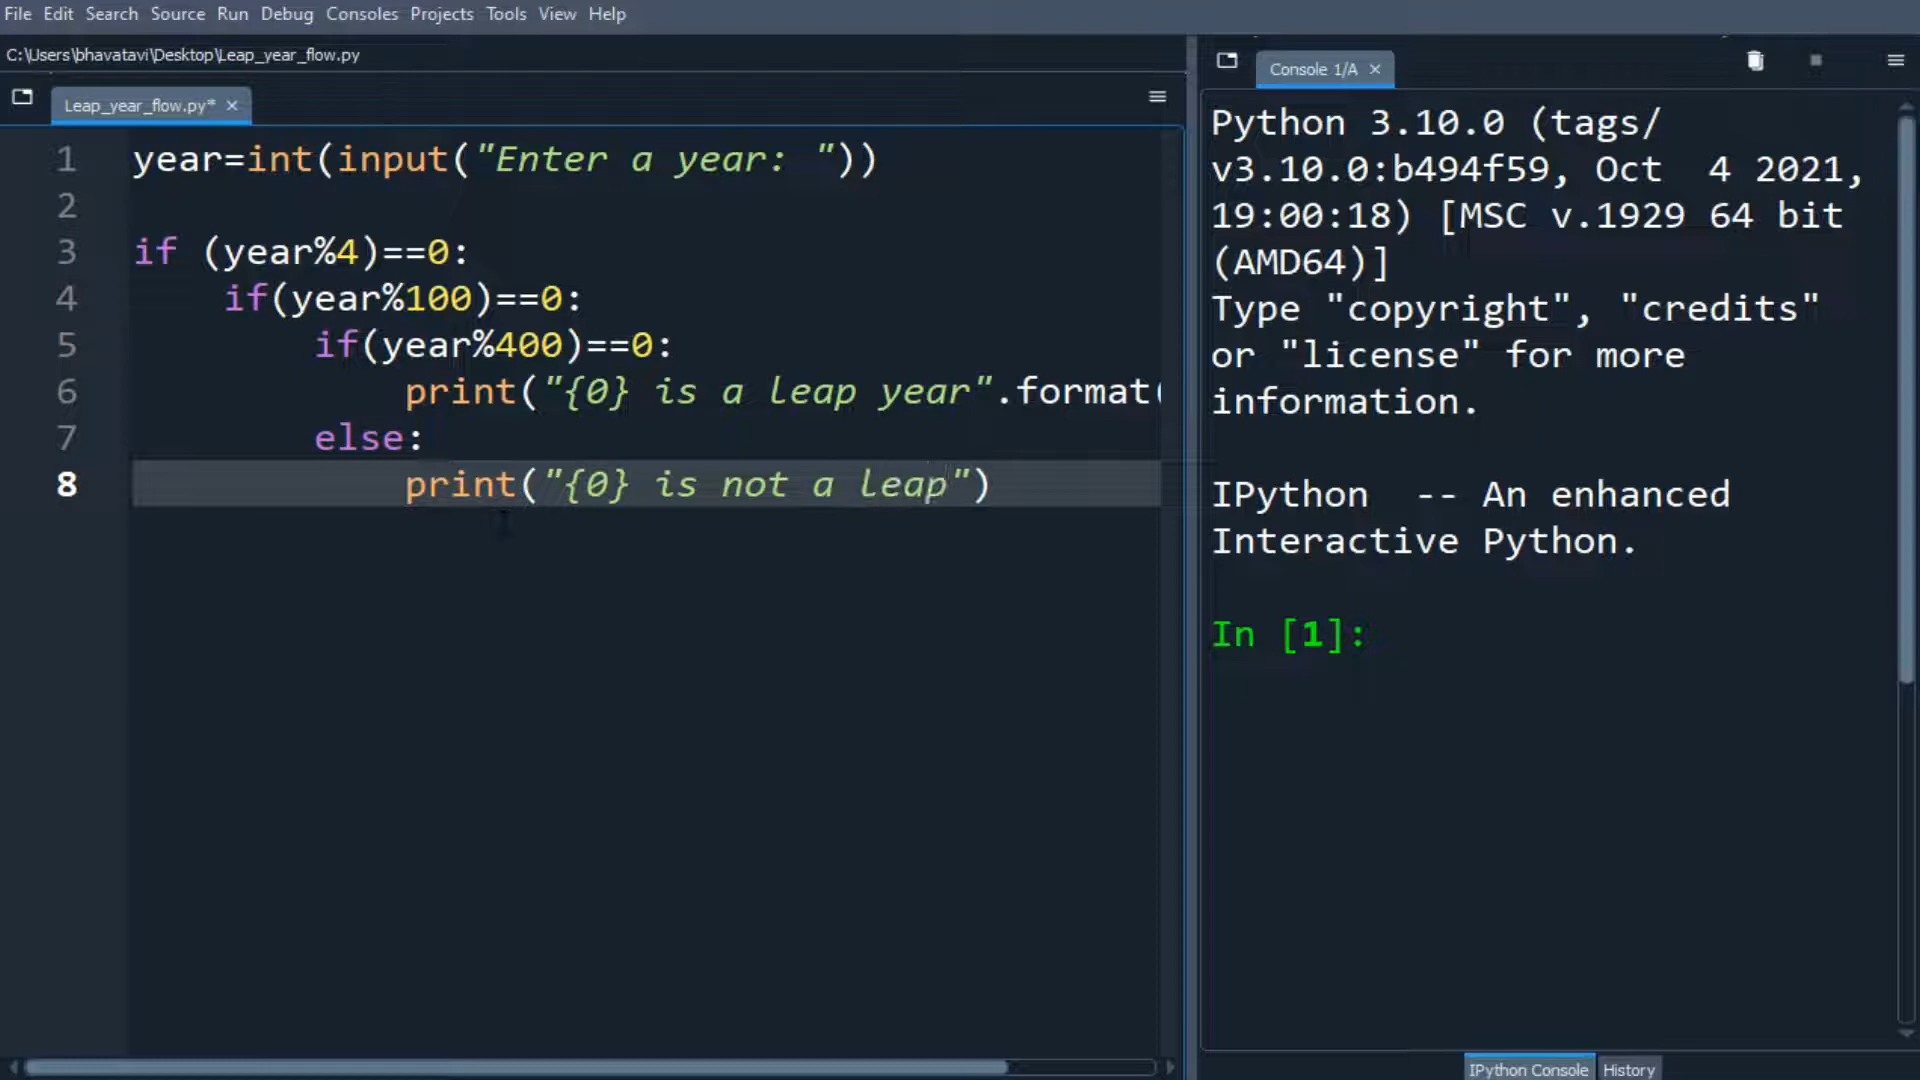 File Edit Search Source Run Debug Consoles Projects Tools View Help
C:\Users\bhavatavi\Desktop\Leap_year_flow.py
Leap_year_flow.py*
1 year=int(input("Enter a year: "))
2
3 if (year%4)==0:
4     if(year%100)==0:
5         if(year%400)==0:
6             print("{0} is a leap year".format(
7         else:
8             print("{0} is not a leap")
Console 1/A
Python 3.10.0 (tags/
v3.10.0:b494f59, Oct  4 2021,
19:00:18) [MSC v.1929 64 bit
(AMD64)]
Type "copyright", "credits"
or "license" for more
information.
IPython  -- An enhanced
Interactive Python.
In [1]:
IPython Console History